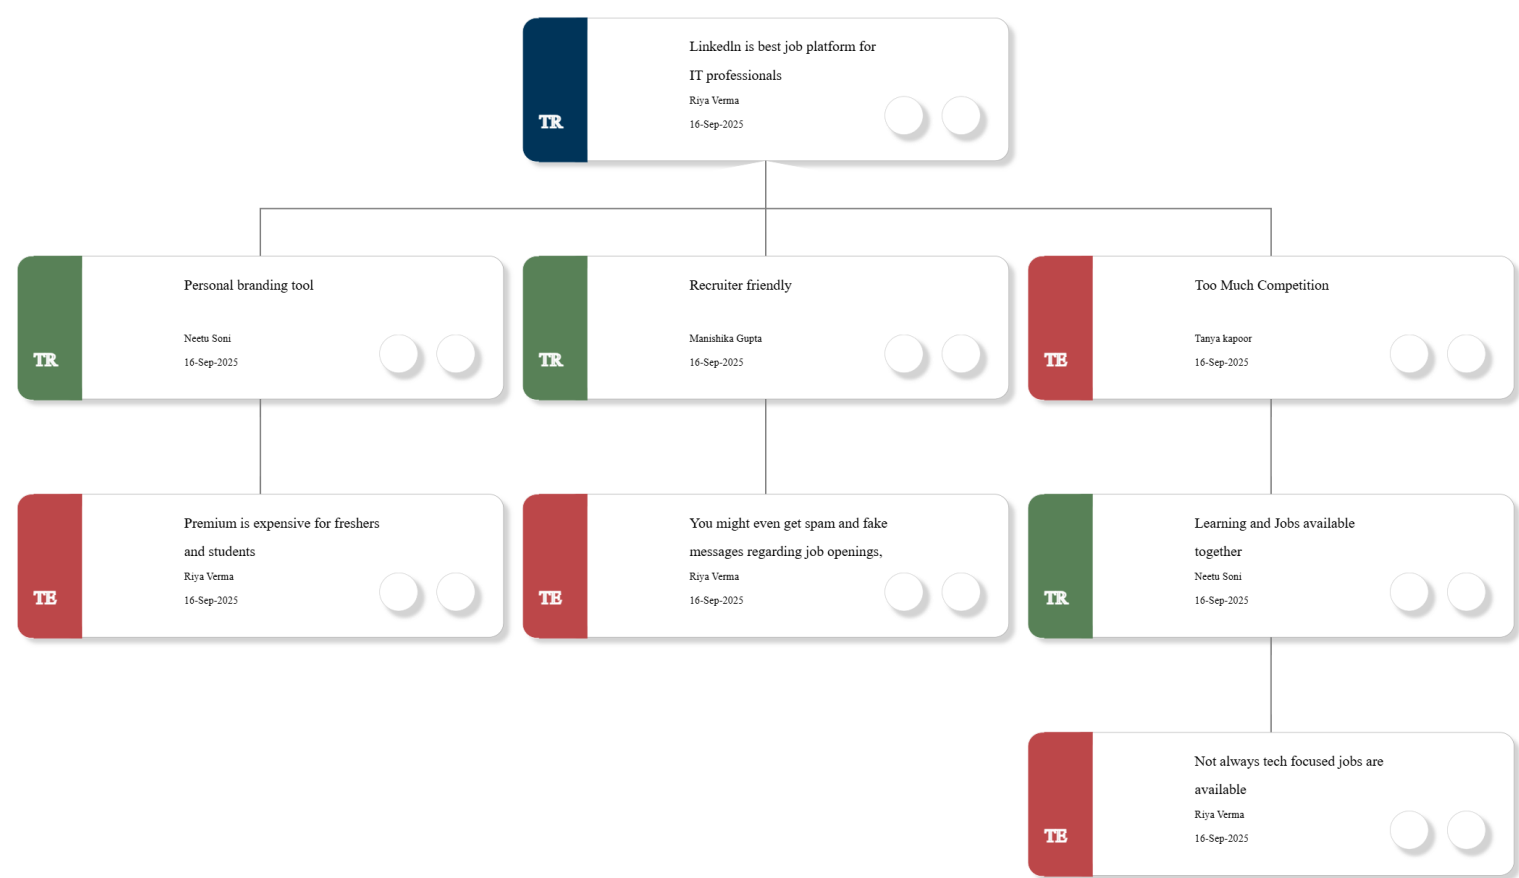 LinkedIn is best job platform for
IT professionals
Riya Verma
16-Sep-2025
TR
Personal branding tool
Neetu Soni
16-Sep-2025
TR
Recruiter friendly
Manishika Gupta
16-Sep-2025
TR
Too Much Competition
Tanya kapoor
16-Sep-2025
TE
Premium is expensive for freshers
and students
Riya Verma
16-Sep-2025
TE
You might even get spam and fake
messages regarding job openings,
Riya Verma
16-Sep-2025
TE
Learning and Jobs available
together
Neetu Soni
16-Sep-2025
TR
Not always tech focused jobs are
available
Riya Verma
16-Sep-2025
TE